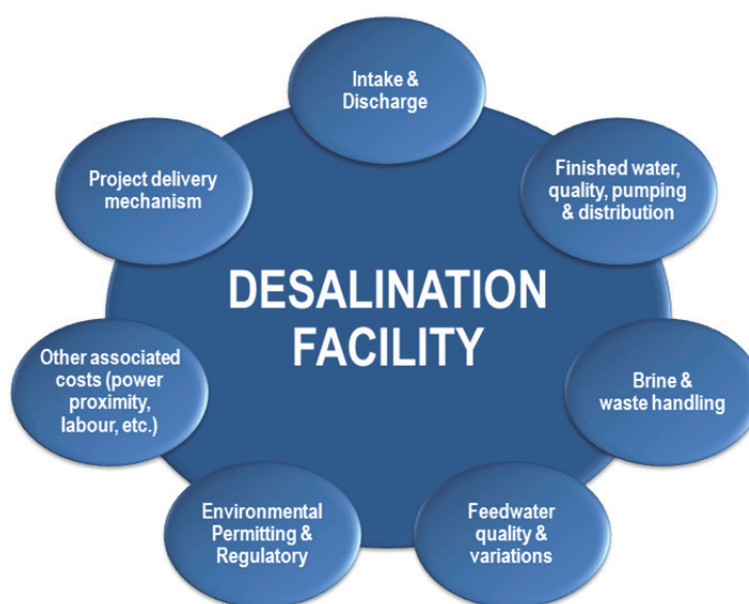 Intake &
Discharge
Finished water,
quality, pumping
& distribution
Brine &
waste handling
Feedwater
quality &
variations
Environmental
Permitting &
Regulatory
Other associated
costs (power
proximity,
labour, etc.)
Project delivery
mechanism
DESALINATION
FACILITY